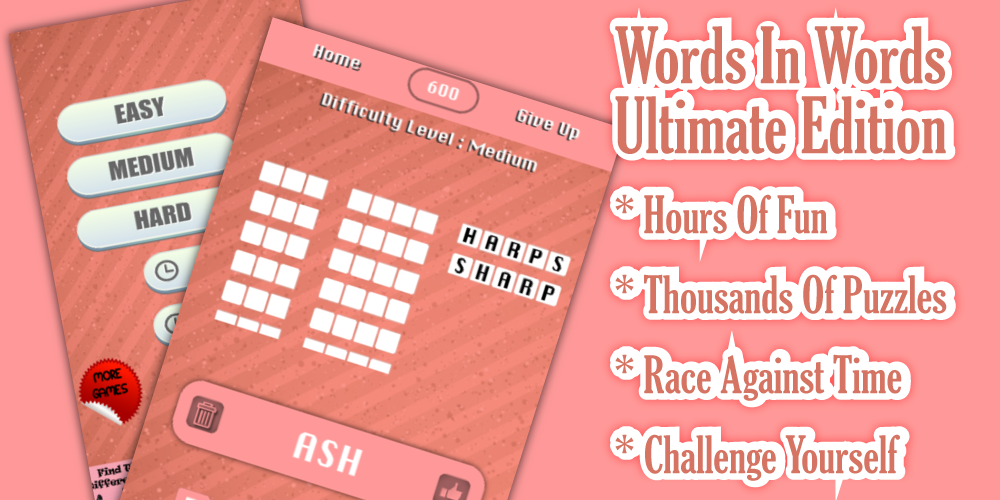 EASY
MEDIUM
HARD
MORE
GAMES
Home
600
Give Up
Difficulty Level : Medium
HARPS
SHARP
ASH
Words In Words
Ultimate Edition
* Hours Of Fun
* Thousands Of Puzzles
* Race Against Time
* Challenge Yourself
Find